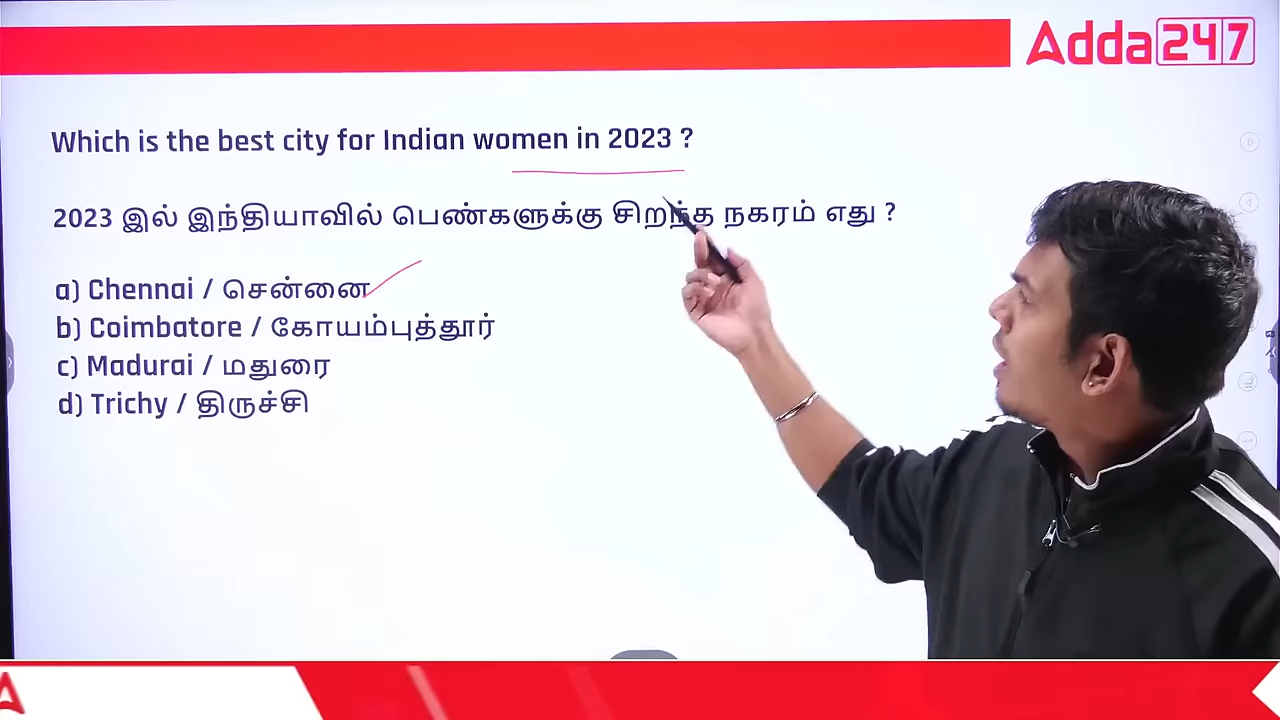 Adda247
Which is the best city for Indian women in 2023 ?
2023 இல் இந்தியாவில் பெண்களுக்கு சிறந்த நகரம் எது ?
a) Chennai / சென்னை
b) Coimbatore / கோயம்புத்தூர்
c) Madurai / மதுரை
d) Trichy / திருச்சி